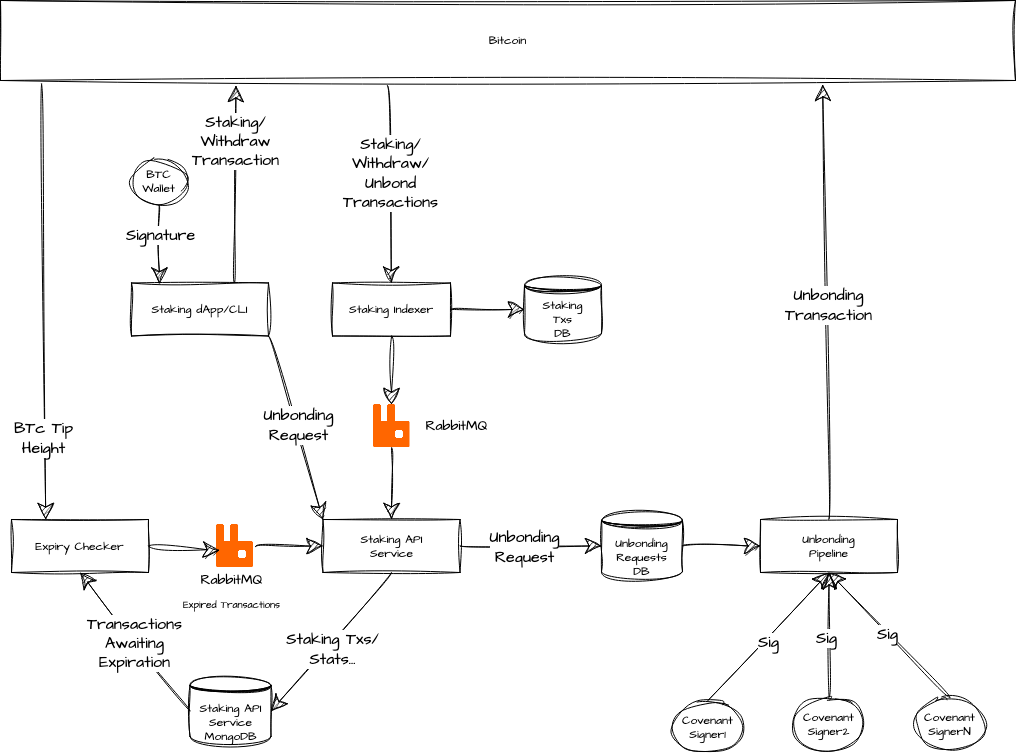 Bitcoin
Staking/
Withdraw
Transaction
Staking/
Withdraw/
Unbond
Transactions
BTC
Wallet
Signature
Staking dApp/CLI
Staking Indexer
Staking
Txs
DB
Unbonding
Transaction
BTc Tip
Height
Unbonding
Request
RabbitMQ
Expiry Checker
RabbitMQ
Expired Transactions
Staking API
Service
Unbonding
Request
Unbonding
Requests
DB
Unbonding
Pipeline
Transactions
Awaiting
Expiration
Staking Txs/
Stats...
Sig
Sig
Sig
Staking API
Service
MongoDB
Covenant
Signer1
Covenant
Signer2
Covenant
SignerN